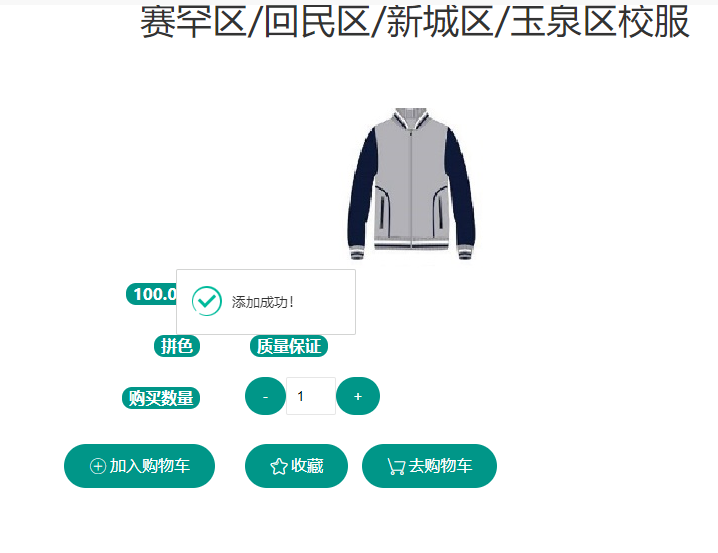 赛罕区/回民区/新城区/玉泉区校服
100.0
添加成功！
拼色 质量保证
购买数量 - 1 +
加入购物车 收藏 去购物车